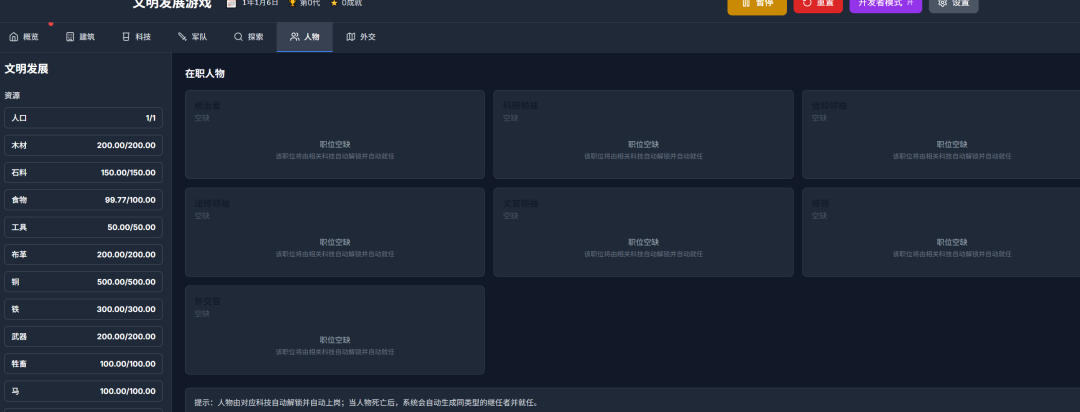 文明发展游戏
1年1月6日
第0代
0成就
暂停
重置
开发者模式
设置
概览
建筑
科技
军队
探索
人物
外交
文明发展
资源
人口 1/1
木材 200.00/200.00
石料 150.00/150.00
食物 99.77/100.00
工具 50.00/50.00
布革 200.00/200.00
铜 500.00/500.00
铁 300.00/300.00
武器 200.00/200.00
牲畜 100.00/100.00
马 100.00/100.00
在职人物
统治者
空缺
职位空缺
该职位将由相关科技自动解锁并自动就任
科研领袖
空缺
职位空缺
该职位将由相关科技自动解锁并自动就任
信仰领袖
空缺
职位空缺
该职位将由相关科技自动解锁并自动就任
空缺
职位空缺
该职位将由相关科技自动解锁并自动就任
空缺
职位空缺
该职位将由相关科技自动解锁并自动就任
空缺
职位空缺
该职位将由相关科技自动解锁并自动就任
外交官
空缺
职位空缺
该职位将由相关科技自动解锁并自动就任
提示：人物由对应科技自动解锁并自动上岗；当人物死亡后，系统会自动生成同类型的继任者并就任。